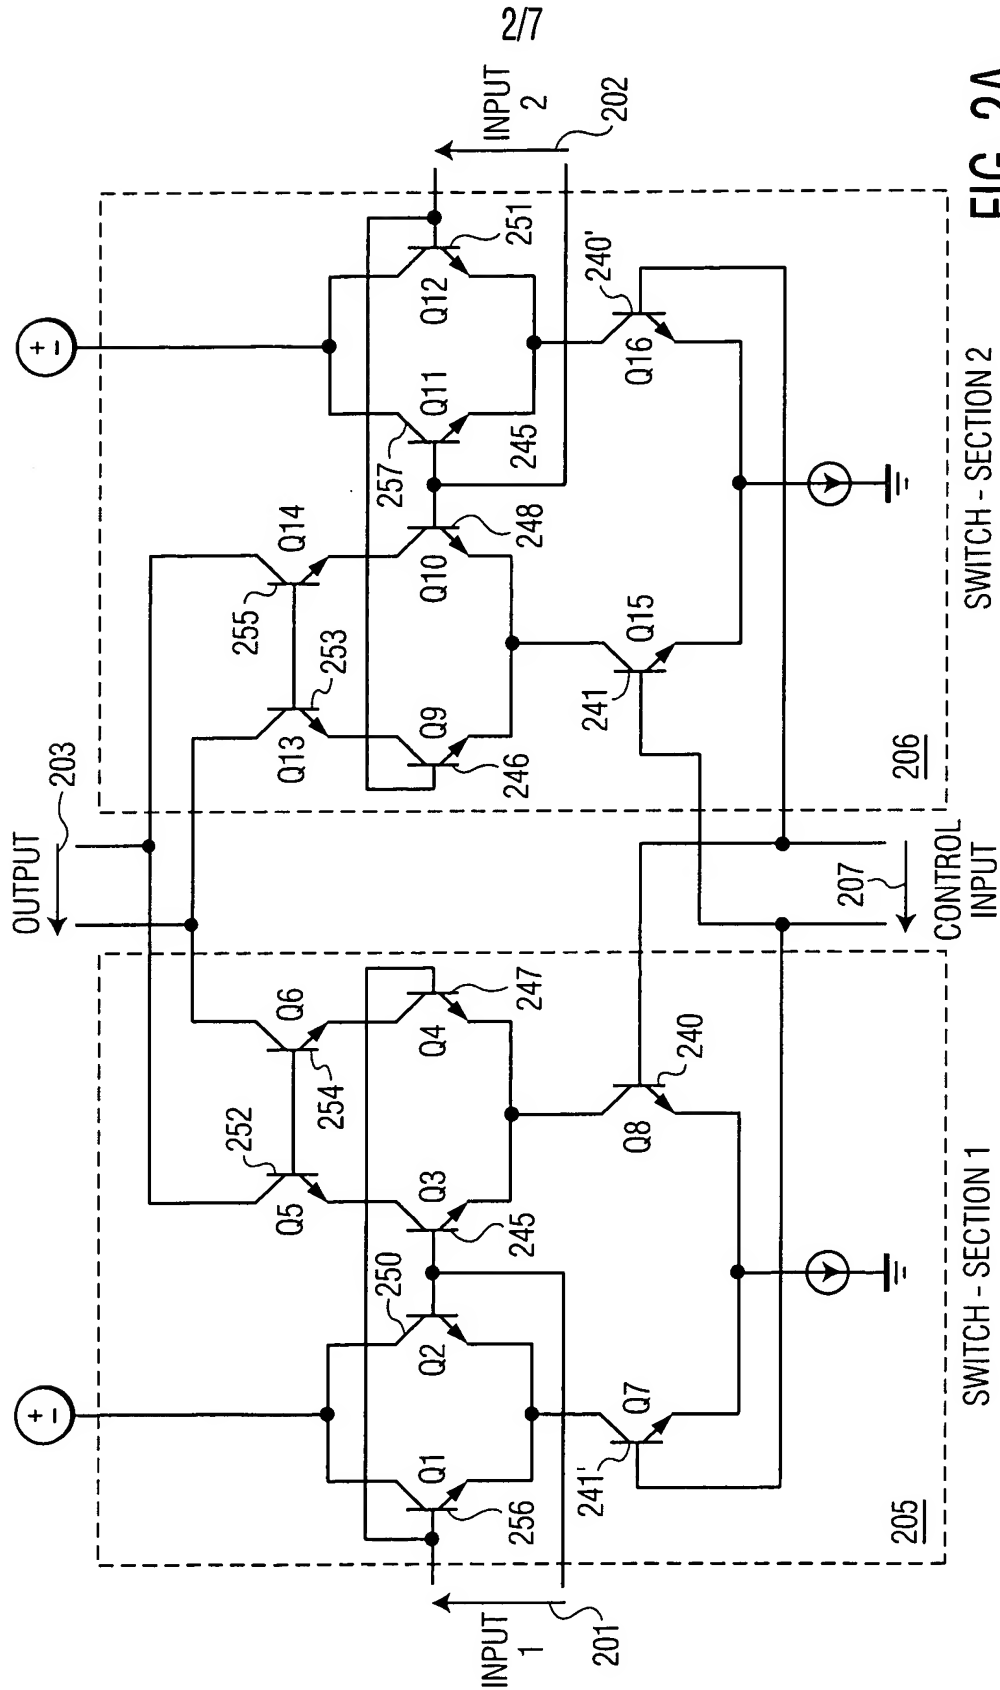 2/7
FIG. 2A
OUTPUT
203
INPUT
1
201
INPUT
2
202
CONTROL
INPUT
207
SWITCH - SECTION 1
205
SWITCH - SECTION 2
206
+
-
+
-
Q1
256
Q2
250
Q3
245
Q4
247
Q5
252
Q6
254
Q7
241'
Q8
240
Q9
246
Q10
248
Q11
257
245
Q12
251
Q13
253
Q14
255
Q15
241
Q16
240'